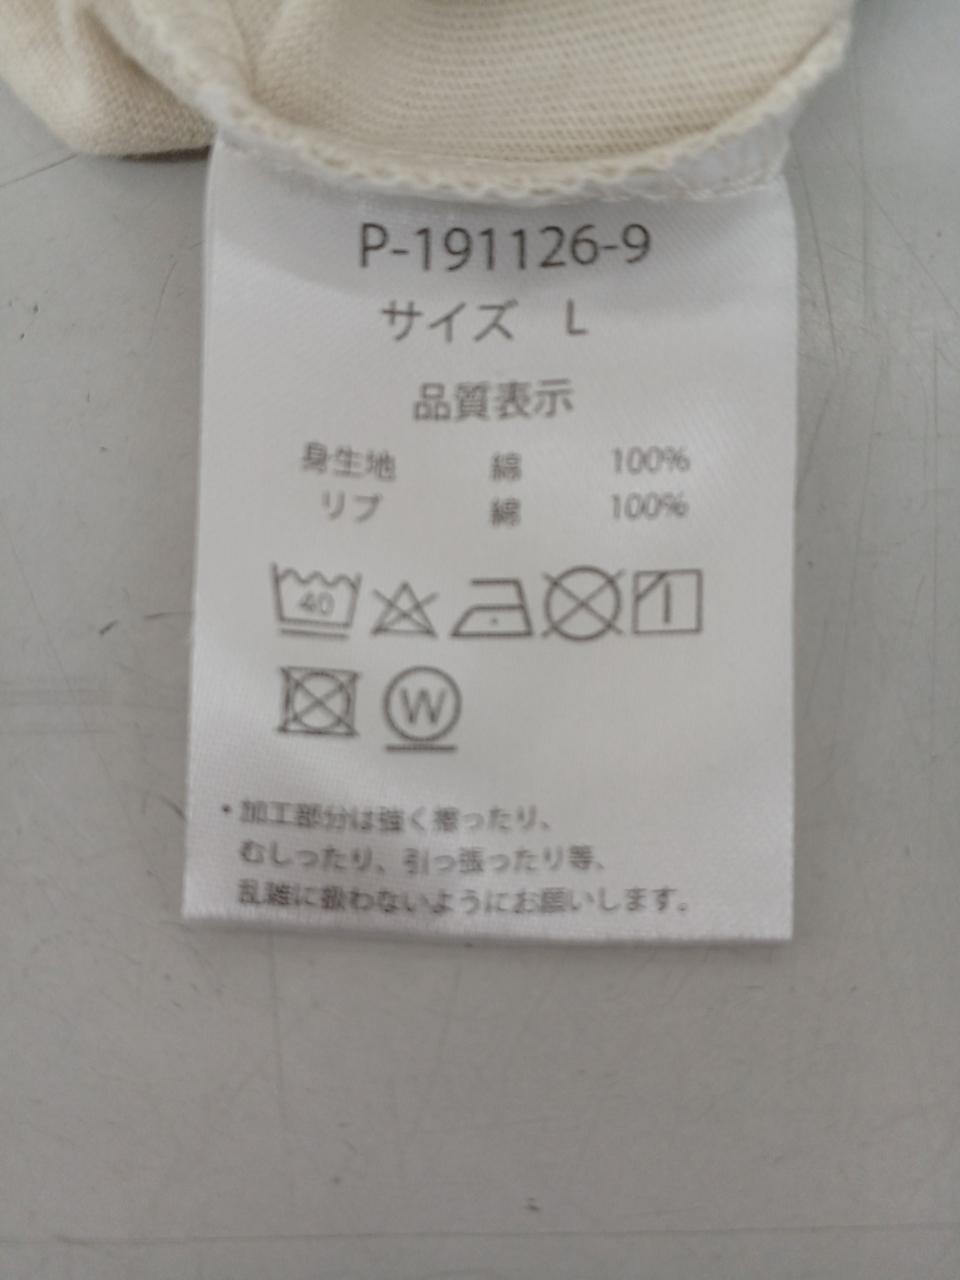 P-191126-9
サイズ L
品質表示
身生地 綿 100%
リブ 綿 100%
40
W
・加工部分は強く擦ったり、
むしったり、引っ張ったり等、
乱雑に扱わないようにお願いします。